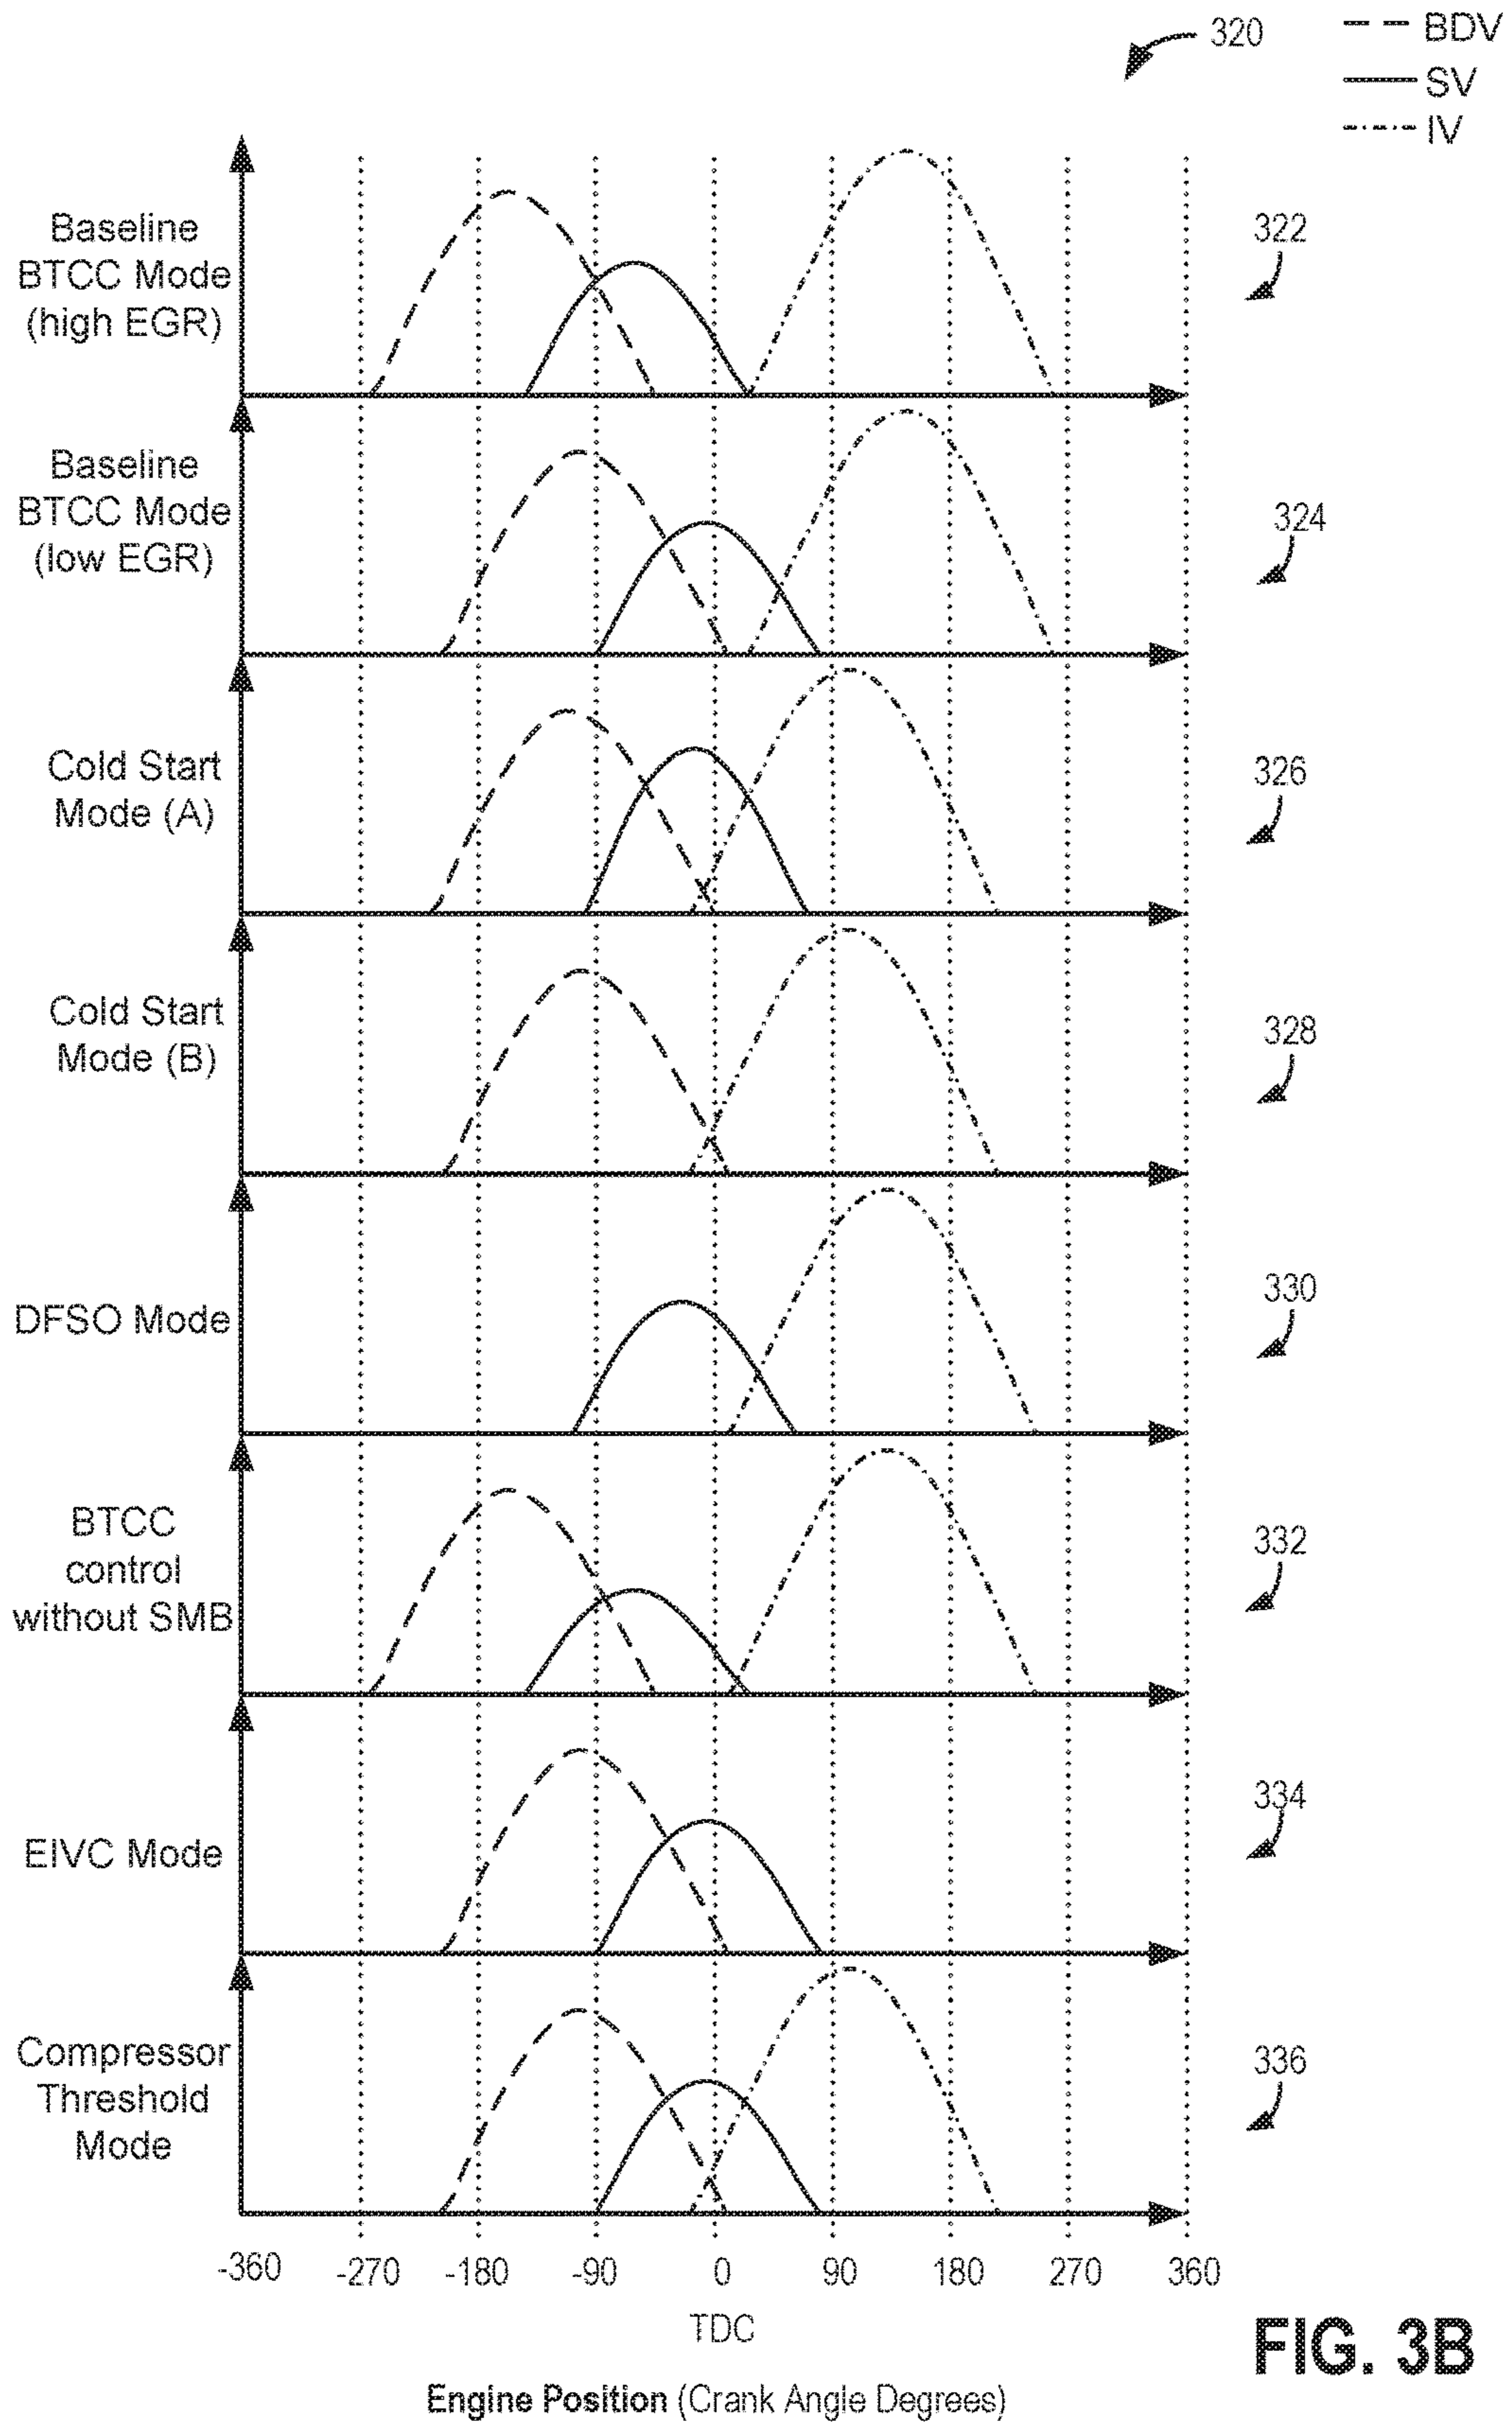 320
BDV
SV
IV
Baseline
BTCC Mode
(high EGR)
322
Baseline
BTCC Mode
(low EGR)
324
Cold Start
Mode (A)
326
Cold Start
Mode (B)
328
DFSO Mode
330
BTCC
control
without SMB
332
EIVC Mode
334
Compressor
Threshold
Mode
336
-360 -270 -180 -90 0 90 180 270 360
TDC
Engine Position (Crank Angle Degrees)
FIG. 3B